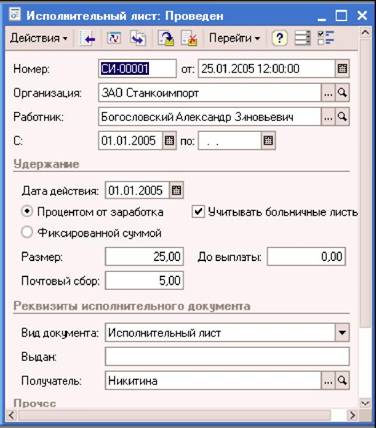 Исполнительный лист: Проведен
Действия Перейти ?
Номер: СИ-00001 от: 25.01.2005 12:00:00
Организация: ЗАО Станкоимпорт ...
Работник: Богословский Александр Зиновьевич ...
С: 01.01.2005 по: . .
Удержание
Дата действия: 01.01.2005
Процентом от заработка Учитывать больничные листь
Фиксированной суммой
Размер: 25,00 До выплаты: 0,00
Почтовый сбор: 5,00
Реквизиты исполнительного документа
Вид документа: Исполнительный лист
Выдан:
Получатель: Никитина ...
Прочее